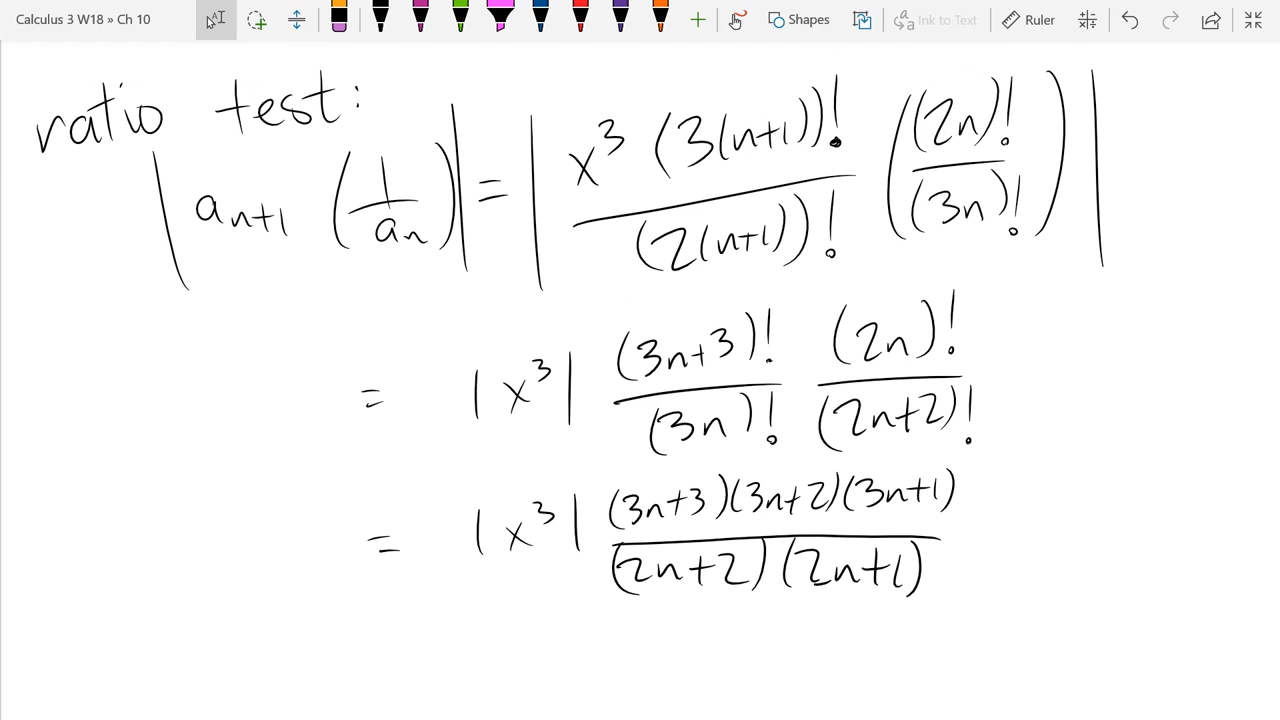 Calculus 3 W18 » Ch 10 Shapes Ink to Text Ruler
ratio test:
| a_{n+1} (1/a_n) | = | x^3 (3(n+1))! / (2(n+1))! ((2n)!/(3n)!) |
= |x^3| (3n+3)!/(3n)! (2n)!/(2n+2)!
= |x^3| (3n+3)(3n+2)(3n+1) / (2n+2)(2n+1)